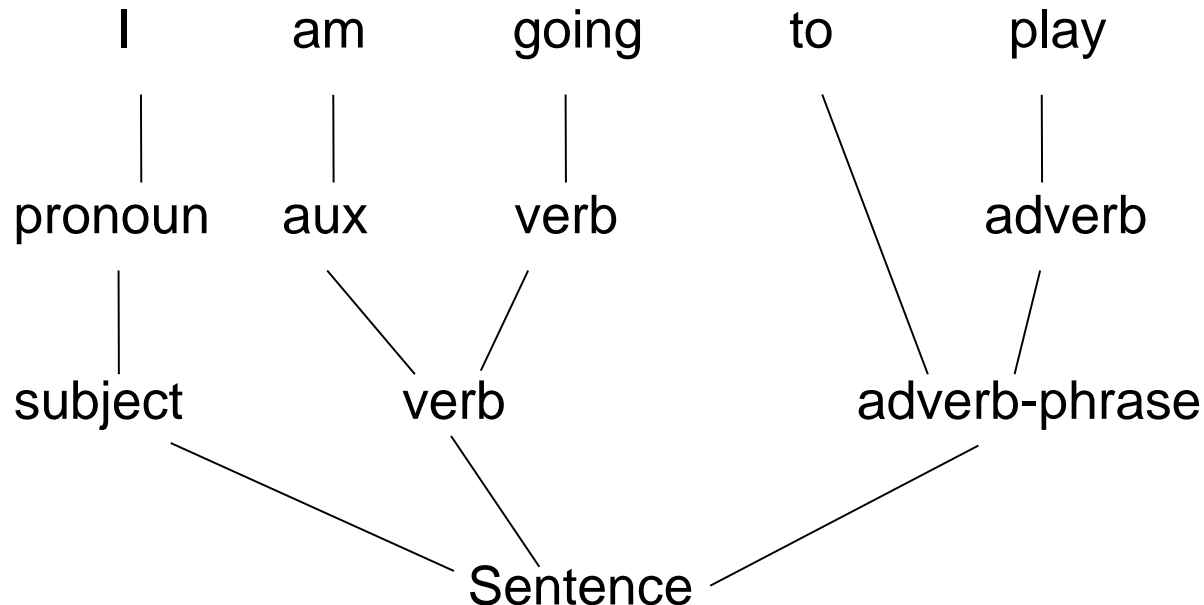 I am going to play
pronoun aux verb adverb
subject verb adverb-phrase
Sentence